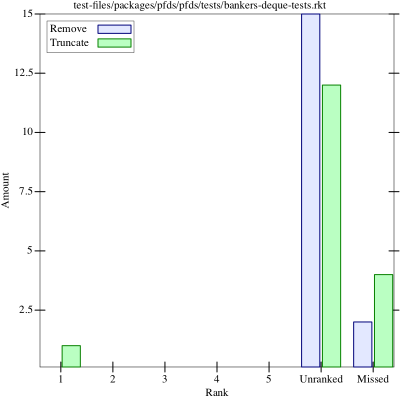 test-files/packages/pfds/pfds/tests/bankers-deque-tests.rkt
Remove
Truncate
15
12.5
10
7.5
5
2.5
Amount
1 2 3 4 5 Unranked Missed
Rank